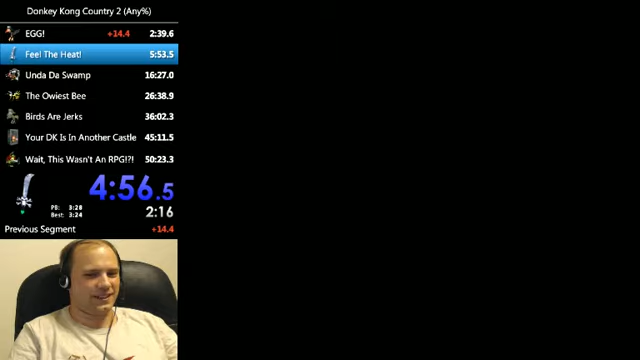 Donkey Kong Country 2 (Any%)
EGG! +14.4 2:39.6
Feel The Heat! 5:53.5
Unda Da Swamp 16:27.0
The Owiest Bee 26:38.9
Birds Are Jerks 36:02.3
Your DK Is In Another Castle 45:11.5
Wait, This Wasn't An RPG!?! 50:23.3
4:56.5
PB: 3:28
Best: 3:24
2:16
Previous Segment +14.4